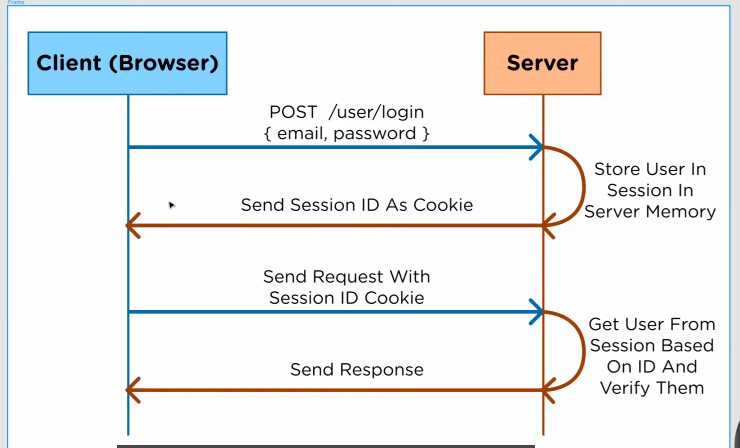 Frame
Client (Browser)
Server
POST /user/login
{ email, password }
Store User In
Session In
Server Memory
Send Session ID As Cookie
Send Request With
Session ID Cookie
Get User From
Session Based
On ID And
Verify Them
Send Response